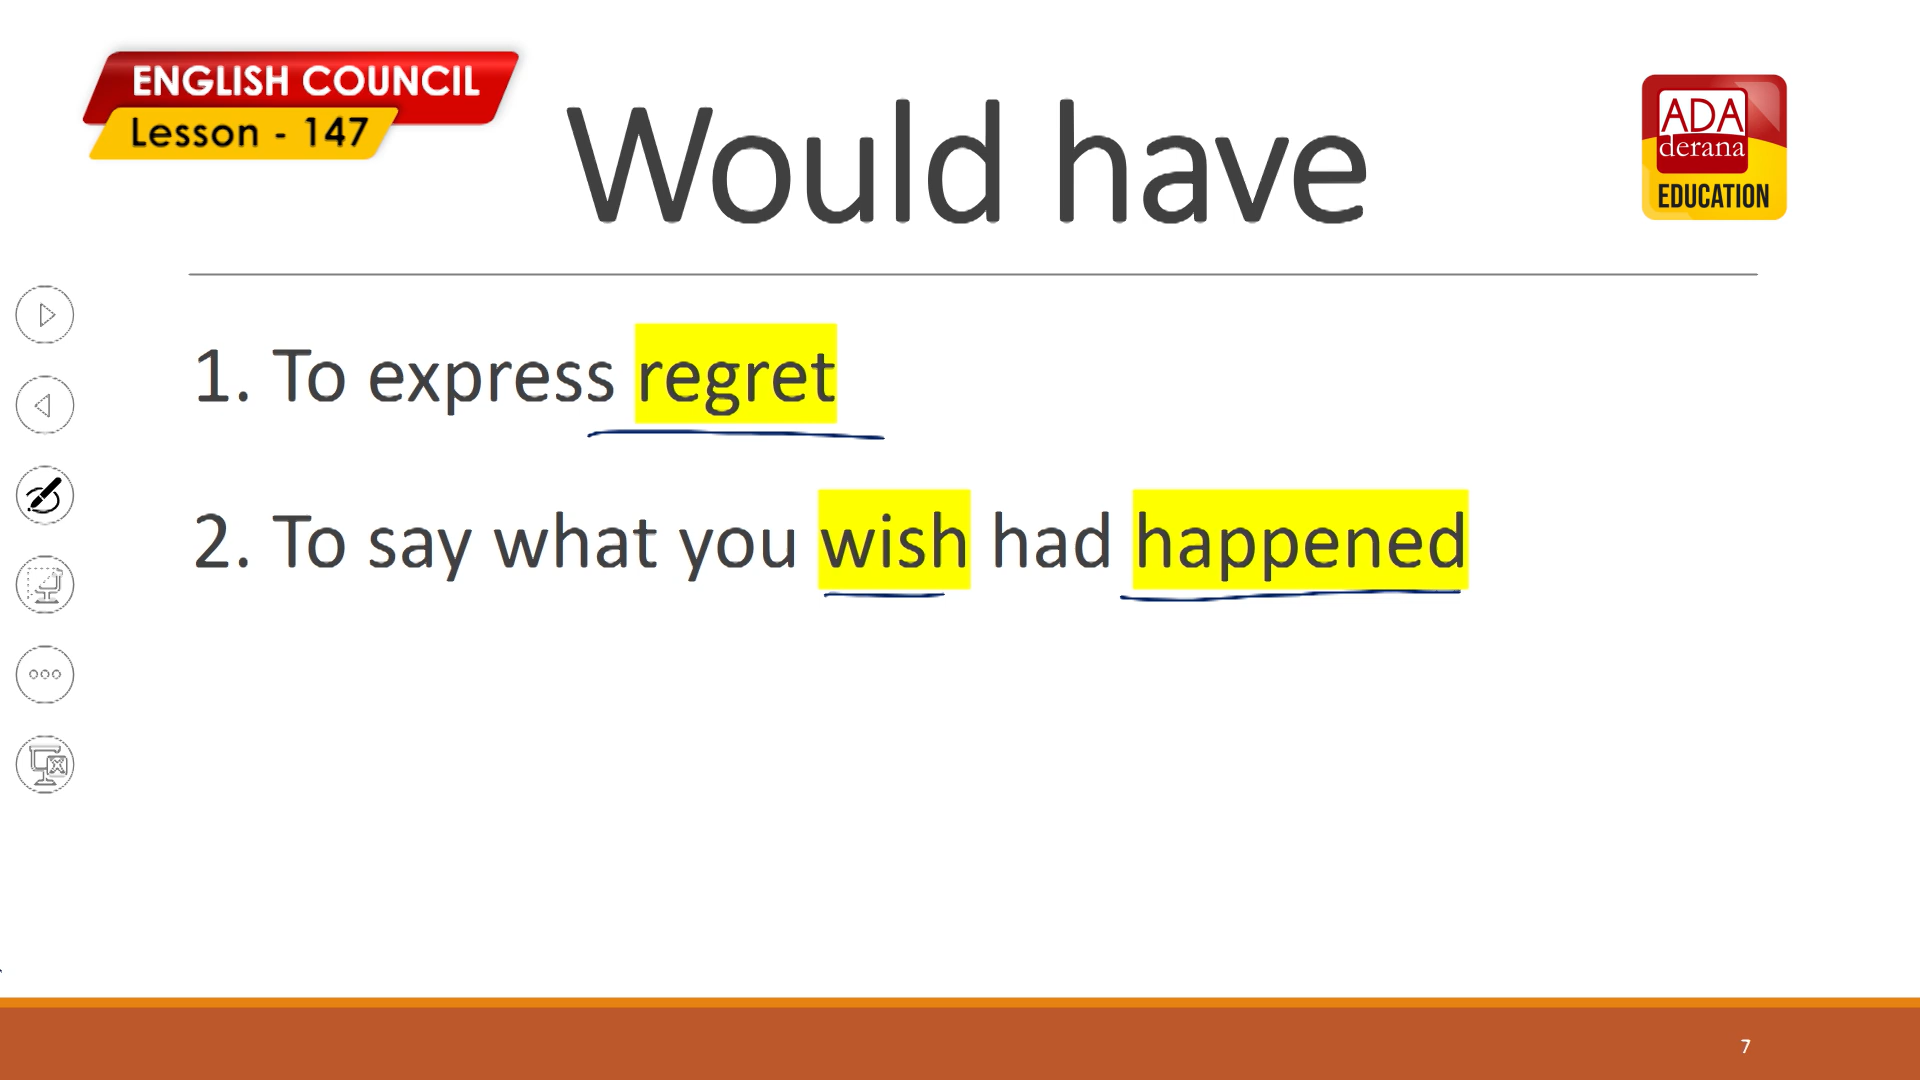 ENGLISH COUNCIL
Lesson - 147
Would have
ADA
derana
EDUCATION
1. To express regret
2. To say what you wish had happened
7